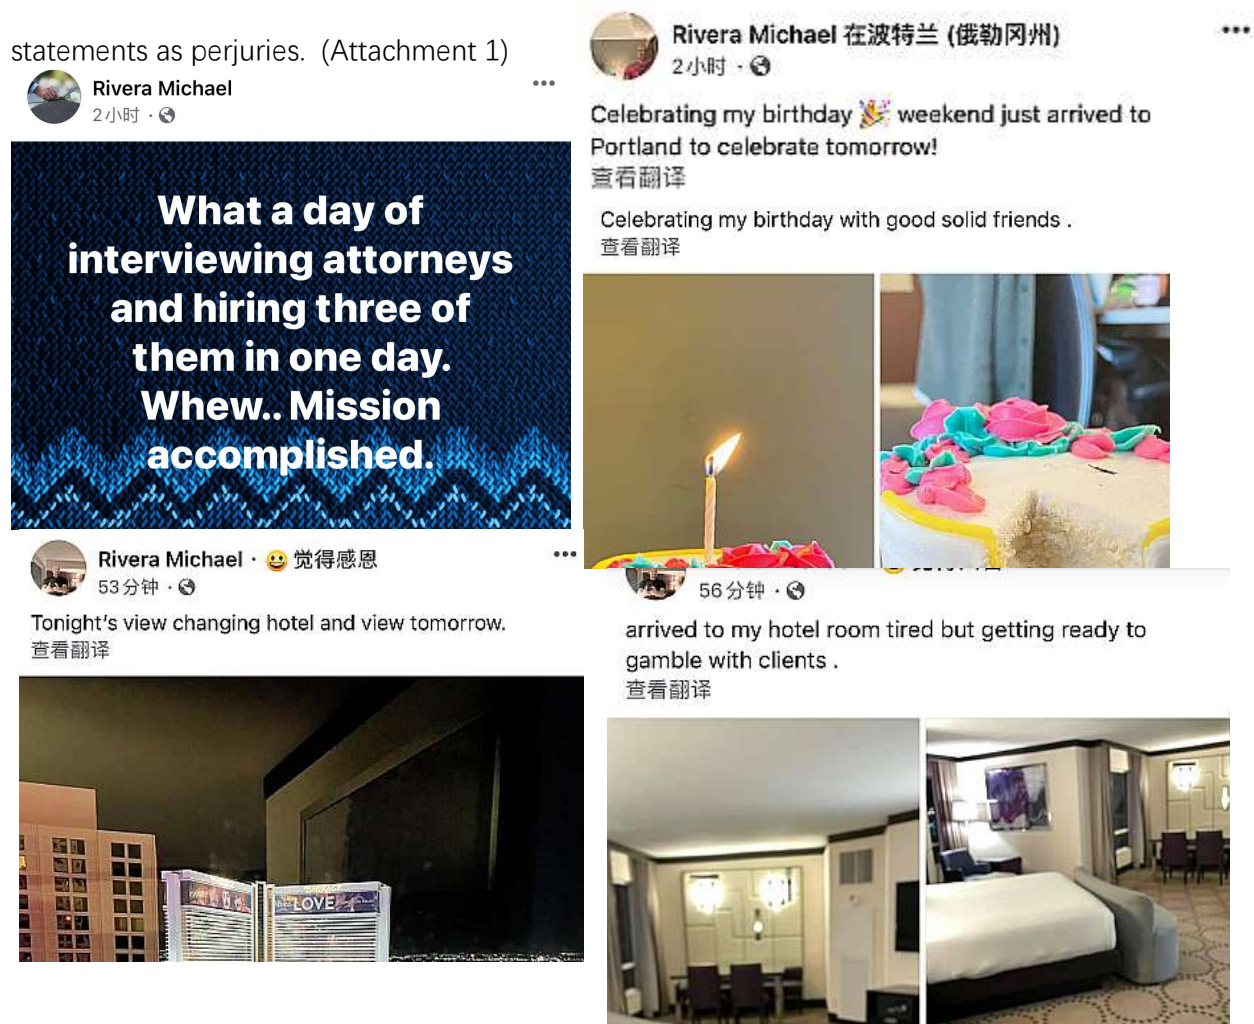 statements as perjuries.  (Attachment 1)
Rivera Michael
2小时 ·
What a day of
interviewing attorneys
and hiring three of
them in one day.
Whew.. Mission
accomplished.
Rivera Michael 在波特兰 (俄勒冈州)
2小时 ·
Celebrating my birthday 🎉 weekend just arrived to
Portland to celebrate tomorrow!
查看翻译
Celebrating my birthday with good solid friends .
查看翻译
Rivera Michael · 😀 觉得感恩
53分钟 ·
Tonight's view changing hotel and view tomorrow.
查看翻译
LOVE
56分钟 ·
arrived to my hotel room tired but getting ready to
gamble with clients .
查看翻译